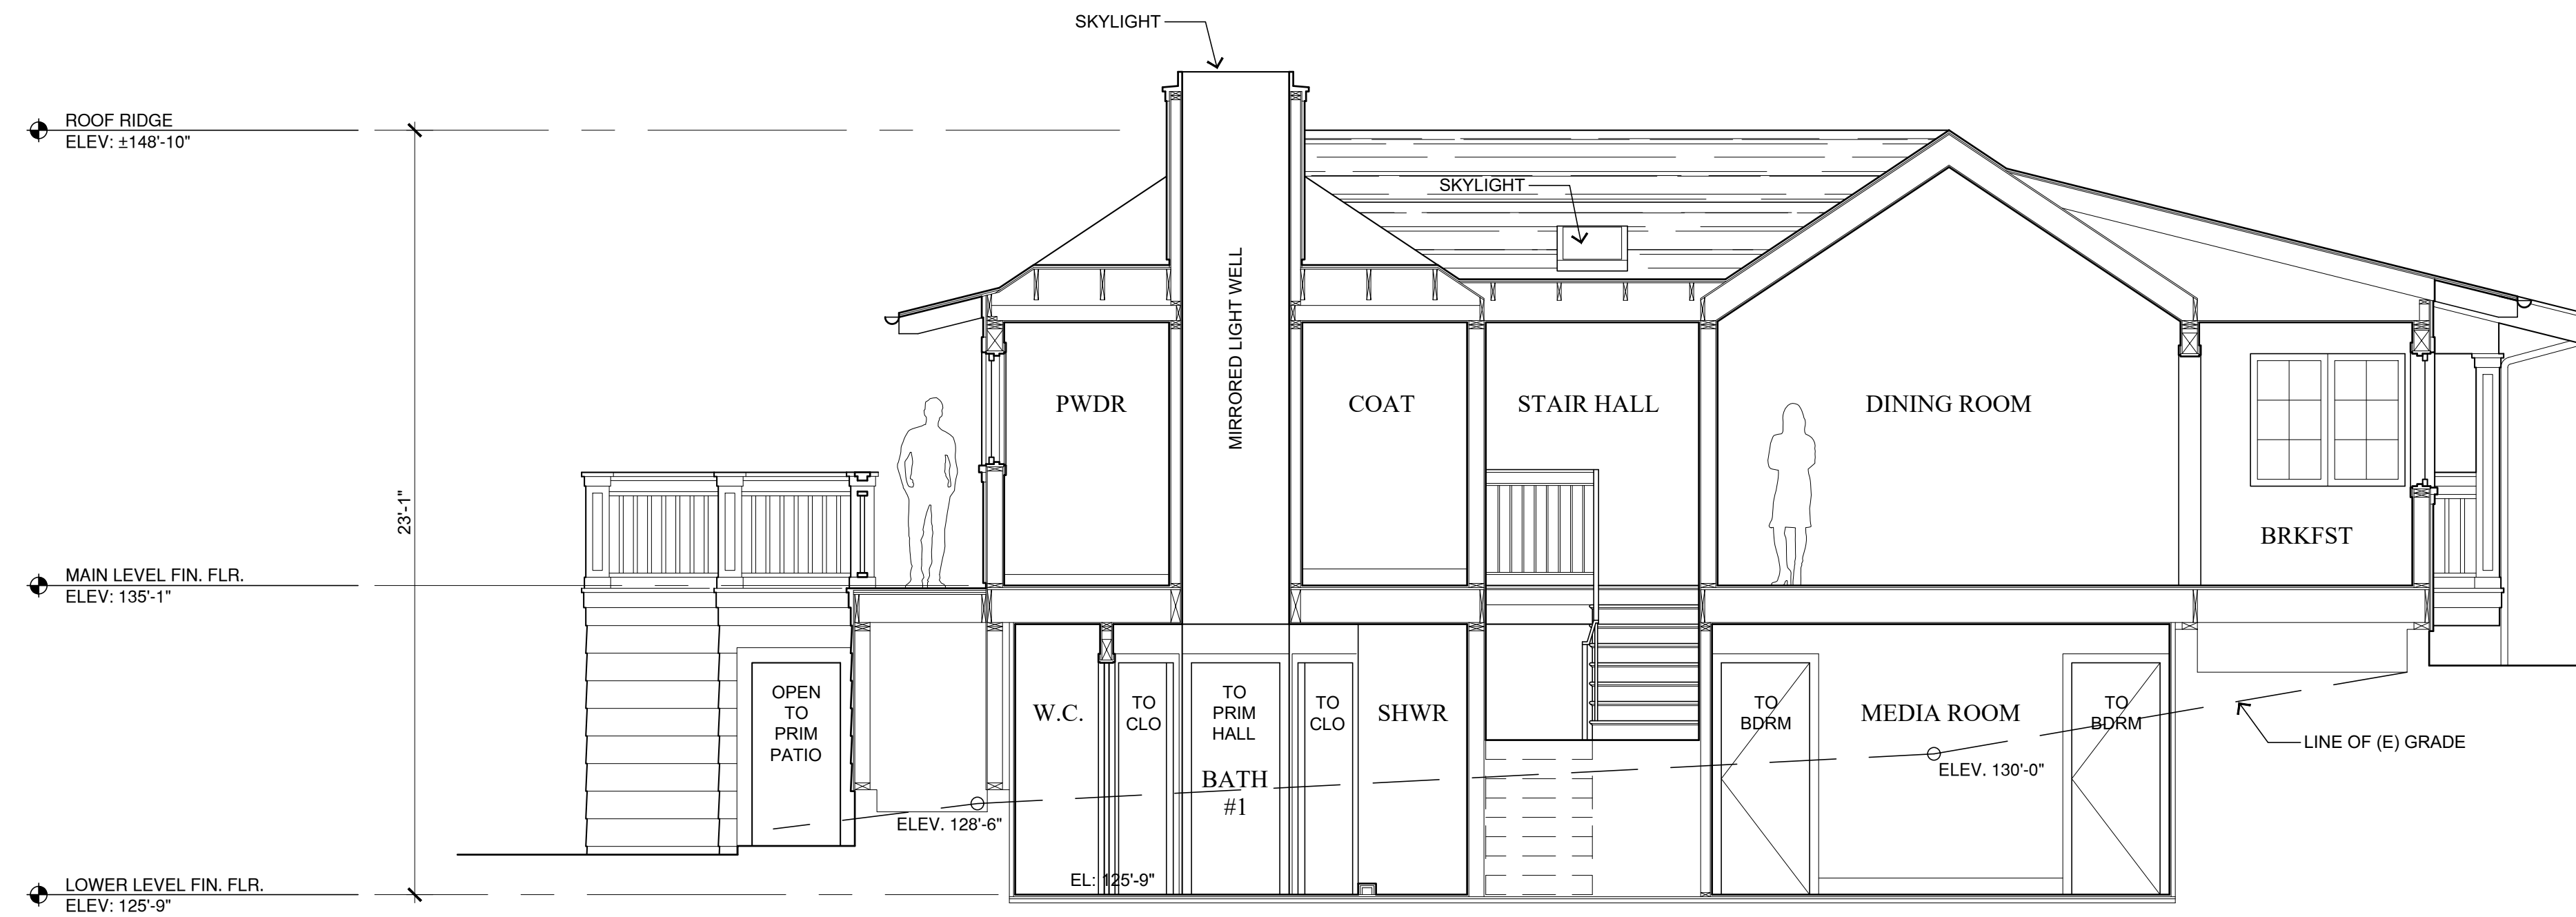 SKYLIGHT
ROOF RIDGE
ELEV: ±148'-10"
SKYLIGHT
MIRRORED LIGHT WELL
PWDR
COAT
STAIR HALL
DINING ROOM
23'-1"
BRKFST
MAIN LEVEL FIN. FLR.
ELEV: 135'-1"
OPEN
TO
PRIM
PATIO
W.C.
TO
CLO
TO
PRIM
HALL
TO
CLO
SHWR
TO
BDRM
MEDIA ROOM
TO
BDRM
LINE OF (E) GRADE
BATH
#1
ELEV. 130'-0"
ELEV. 128'-6"
EL: 125'-9"
LOWER LEVEL FIN. FLR.
ELEV: 125'-9"